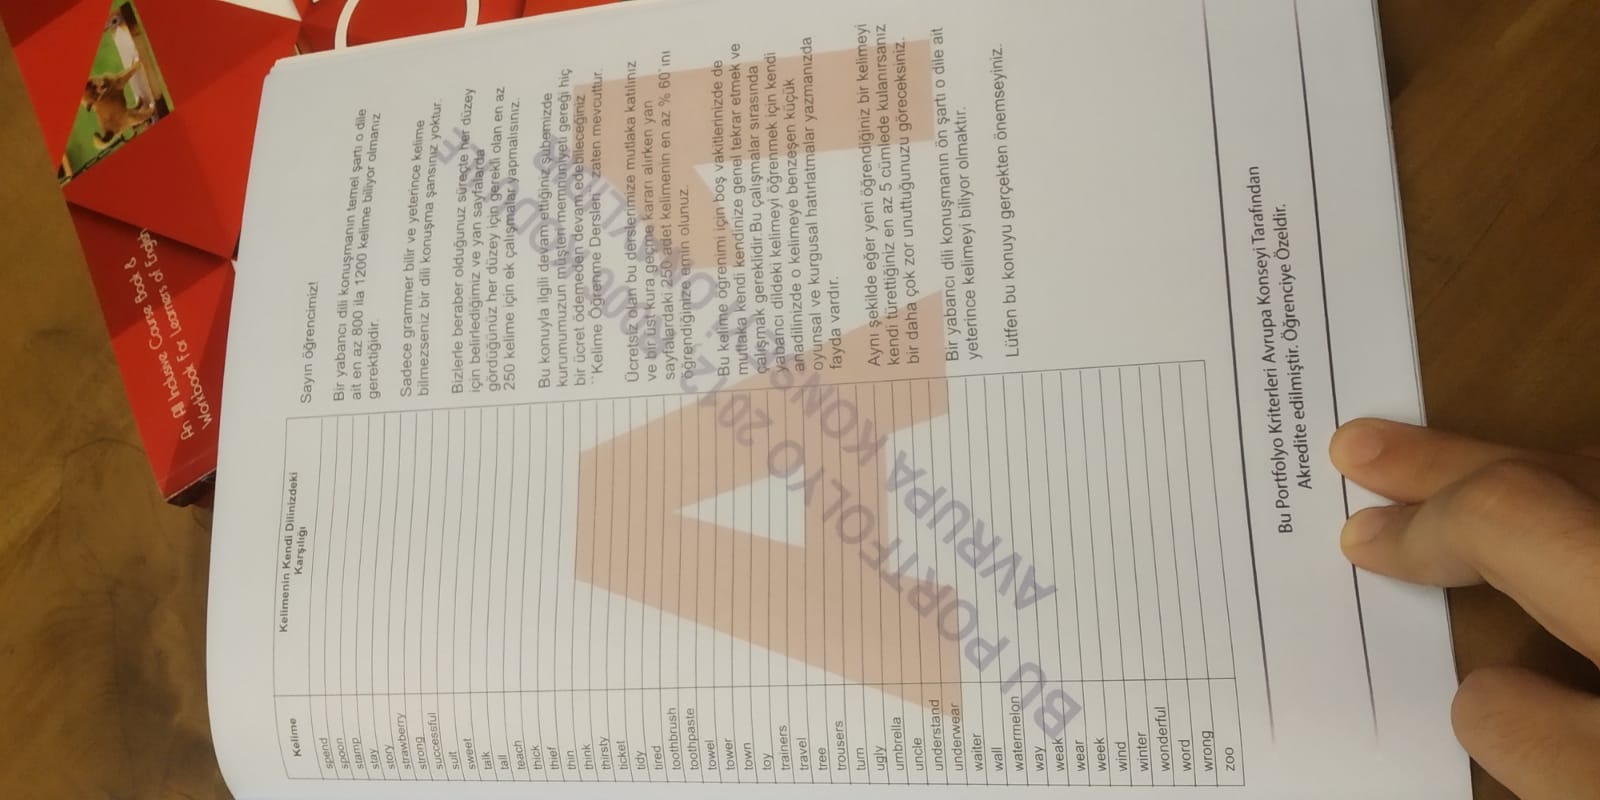 An All Inclusive Course Book &
Workbook For Learners of English
Kelime
Kelimenin Kendi Dilinizdeki
Karşılığı
spend
spoon
stamp
stay
story
strawberry
strong
successful
suit
sweet
talk
tall
teach
thick
thief
thin
think
thirsty
ticket
tidy
tired
toothbrush
toothpaste
towel
tower
town
toy
trainers
travel
tree
trousers
turn
ugly
umbrella
uncle
understand
underwear
waiter
wall
watermelon
way
weak
wear
week
wind
winter
wonderful
word
wrong
zoo
Sayın öğrencimiz!
Bir yabancı dili konuşmanın temel şartı o dile
ait en az 800 ila 1200 kelime biliyor olmanız
gerektiğidir.
Sadece grammer bilir ve yeterince kelime
bilmezseniz bir dili konuşma şansınız yoktur.
Bizlerle beraber olduğunuz süreçte her düzey
için belirlediğimiz ve yan sayfalarda
gördüğünüz her düzey için gerekli olan en az
250 kelime için ek çalışmalar yapmalısınız.
Bu konuyla ilgili devam ettiğiniz şubemizde
kurumumuzun müşteri memnuniyeti gereği hiç
bir ücret ödemeden devam edebileceğiniz
``Kelime Öğrenme Dersleri`` zaten mevcuttur.
Ücretsiz olan bu derslerimize mutlaka katılınız
ve bir üst kura geçme kararı alırken yan
sayfalardaki 250 adet kelimenin en az % 60`ını
öğrendiğinize emin olunuz.
Bu kelime öğrenimi için boş vakitlerinizde de
mutlaka kendi kendinize genel tekrar etmek ve
çalışmak gereklidir.Bu çalışmalar sırasında
yabancı dildeki kelimeyi öğrenmek için kendi
anadilinizde o kelimeye benzeşen küçük
oyunsal ve kurgusal hatırlatmalar yazmanızda
fayda vardır.
Aynı şekilde eğer yeni öğrendiğiniz bir kelimeyi
kendi türettiğiniz en az 5 cümlede kulanırsanız
bir daha çok zor unuttuğunuzu göreceksiniz.
Bir yabancı dili konuşmanın ön şartı o dile ait
yeterince kelimeyi biliyor olmaktır.
Lütfen bu konuyu gerçekten önemseyiniz.
A1
BU PORTFOLYO 2012, KODU İLE
AVRUPA KONSEYİ ONAYLIDIR
Bu Portfolyo Kriterleri Avrupa Konseyi Tarafından
Akredite edilmiştir. Öğrenciye Özeldir.